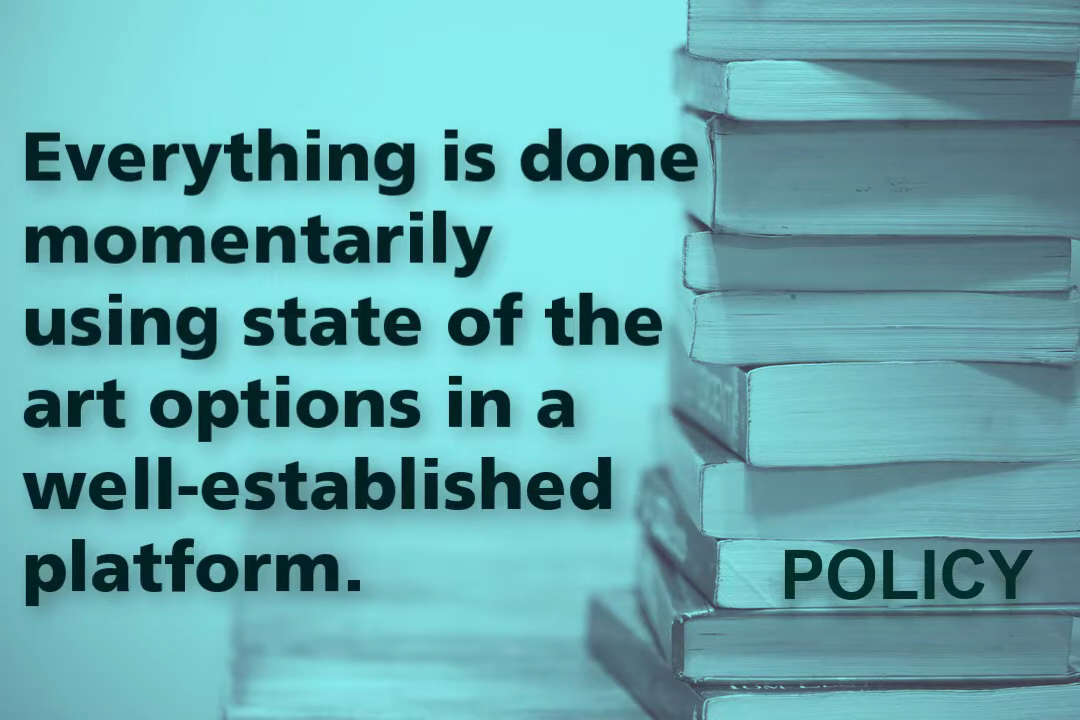 Everything is done
momentarily
using state of the
art options in a
well-established
platform.
POLICY